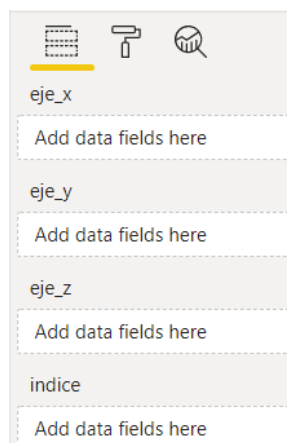 eje_x
Add data fields here
eje_y
Add data fields here
eje_z
Add data fields here
indice
Add data fields here